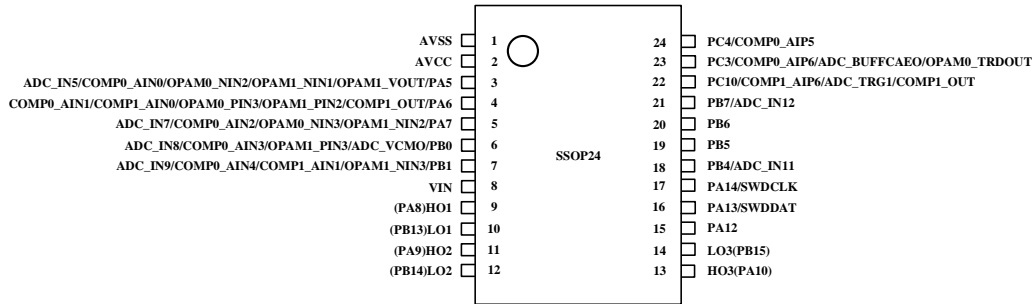 AVSS 1
AVCC 2
ADC_IN5/COMP0_AIN0/OPAM0_NIN2/OPAM1_NIN1/OPAM1_VOUT/PA5 3
COMP0_AIN1/COMP1_AIN0/OPAM0_PIN3/OPAM1_PIN2/COMP1_OUT/PA6 4
ADC_IN7/COMP0_AIN2/OPAM0_NIN3/OPAM1_NIN2/PA7 5
ADC_IN8/COMP0_AIN3/OPAM1_PIN3/ADC_VCMO/PB0 6
ADC_IN9/COMP0_AIN4/COMP1_AIN1/OPAM1_NIN3/PB1 7
VIN 8
(PA8)HO1 9
(PB13)LO1 10
(PA9)HO2 11
(PB14)LO2 12
SSOP24
24 PC4/COMP0_AIP5
23 PC3/COMP0_AIP6/ADC_BUFFCAEO/OPAM0_TRDOUT
22 PC10/COMP1_AIP6/ADC_TRG1/COMP1_OUT
21 PB7/ADC_IN12
20 PB6
19 PB5
18 PB4/ADC_IN11
17 PA14/SWDCLK
16 PA13/SWDDAT
15 PA12
14 LO3(PB15)
13 HO3(PA10)